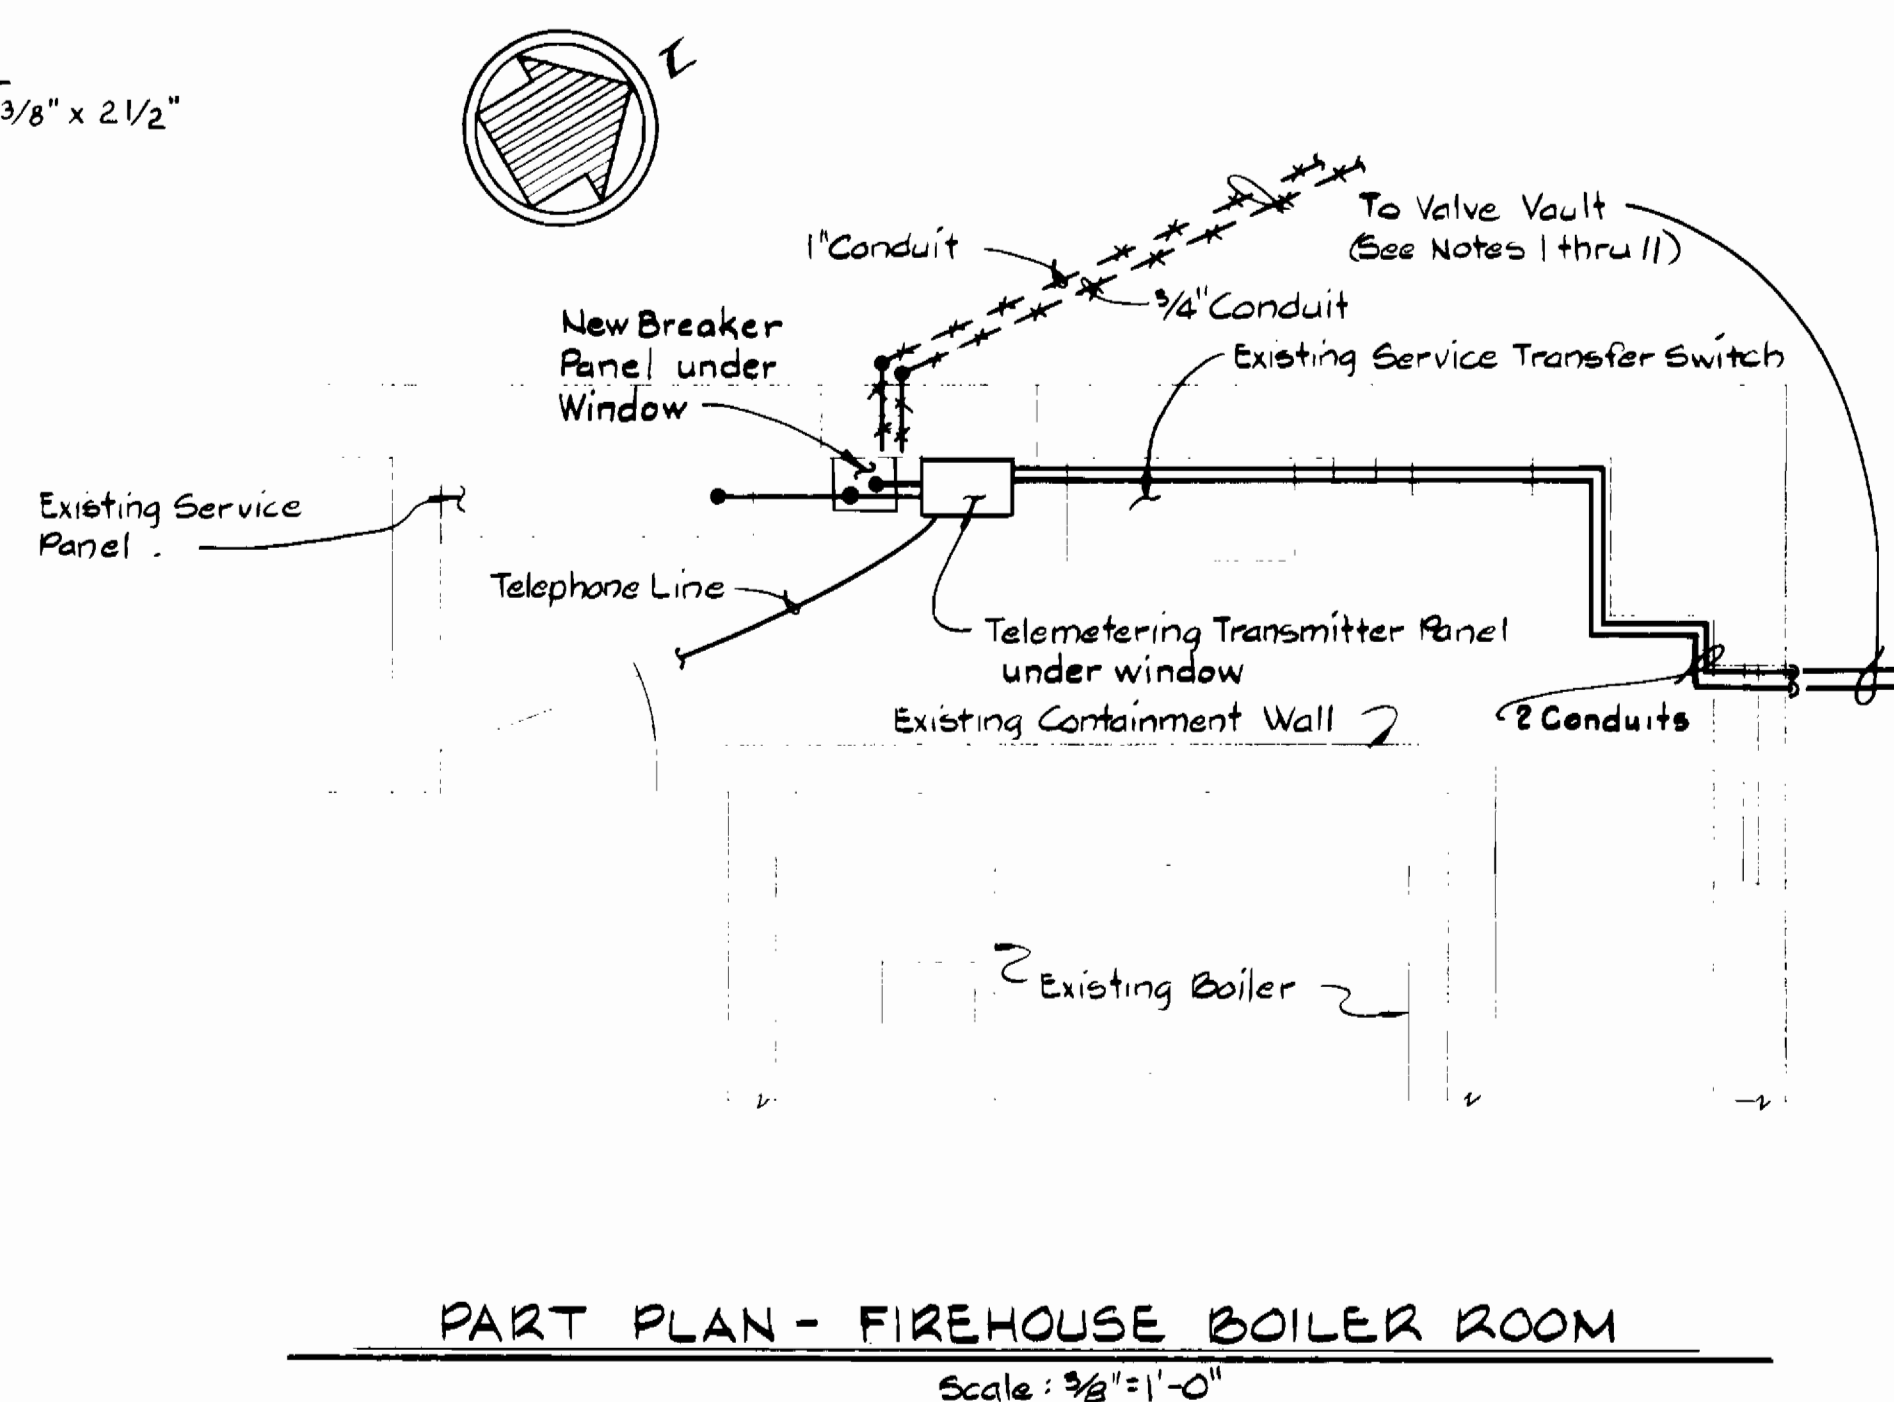 3/8" x 2 1/2"
N
1" Conduit
To Valve Vault
(See Notes 1 thru 11)
3/4" Conduit
New Breaker
Panel under
Window
Existing Service Transfer Switch
Existing Service
Panel .
Telephone Line
Telemetering Transmitter Panel
under window
Existing Containment Wall
2 Conduits
Existing Boiler
PART PLAN - FIREHOUSE BOILER ROOM
Scale: 3/8"=1'-0"